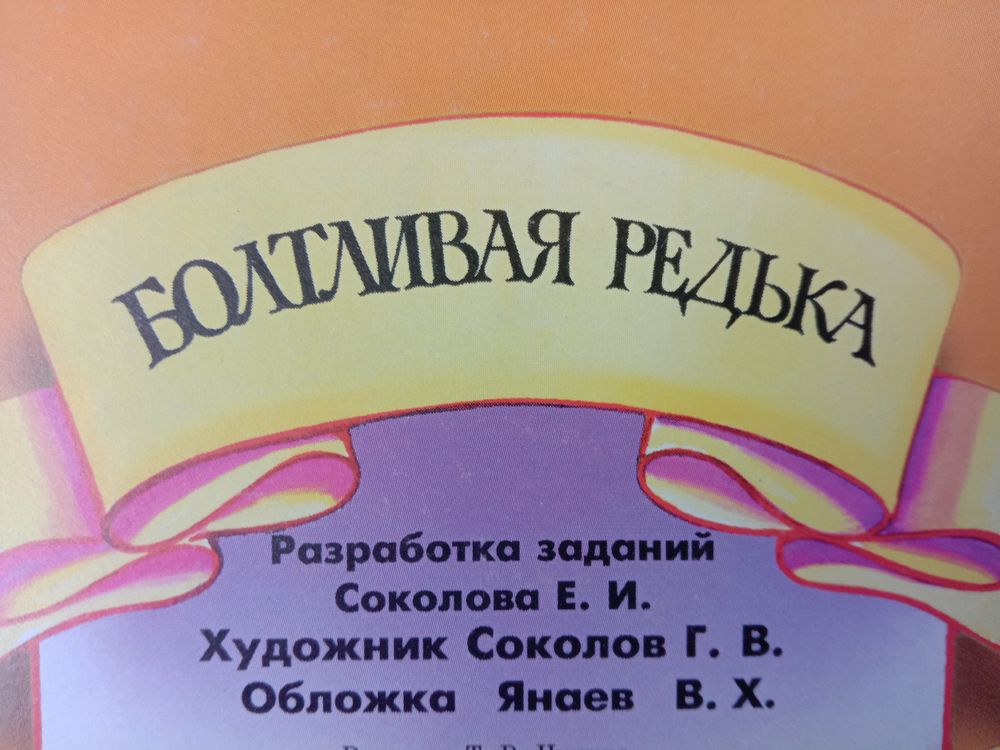 БОЛТЛИВАЯ РЕДЬКА
Разработка заданий
Соколова Е. И.
Художник Соколов Г. В.
Обложка Янаев В. Х.